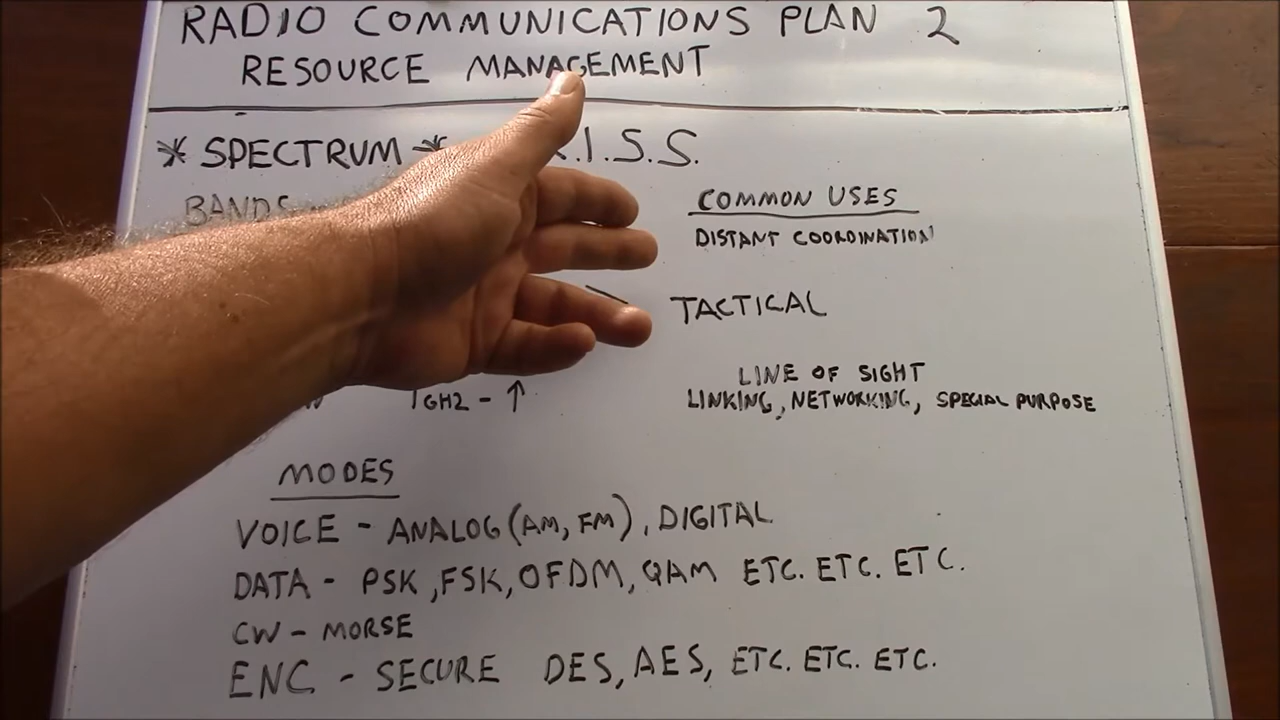 RADIO COMMUNICATIONS PLAN 2
RESOURCE MANAGEMENT
* SPECTRUM * .I.S.S.
BANDS
COMMON USES
DISTANT COORDINATION
TACTICAL
LINE OF SIGHT
1GHZ - ↑ LINKING, NETWORKING, SPECIAL PURPOSE
MODES
VOICE - ANALOG (AM, FM), DIGITAL
DATA - PSK, FSK, OFDM, QAM ETC. ETC. ETC.
CW - MORSE
ENC - SECURE DES, AES, ETC. ETC. ETC.